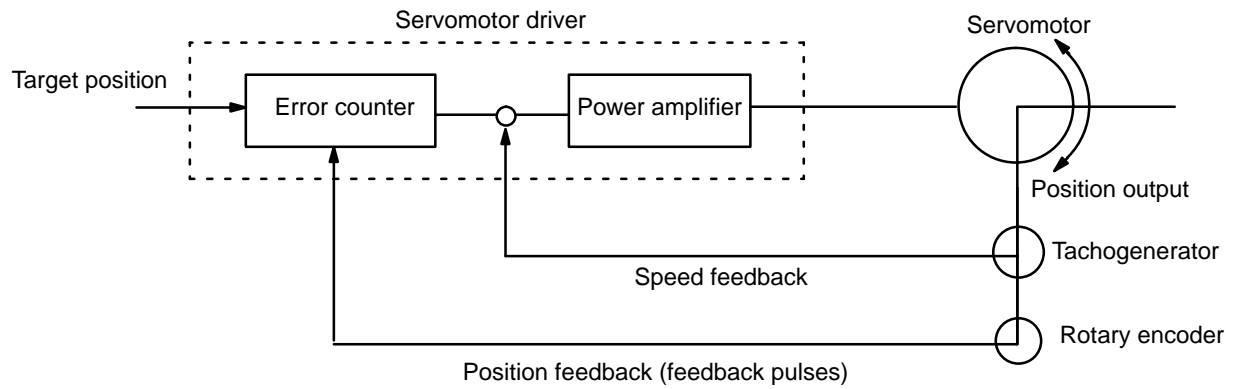 Servomotor driver
Servomotor
Target position
Error counter
Power amplifier
Position output
Tachogenerator
Speed feedback
Rotary encoder
Position feedback (feedback pulses)